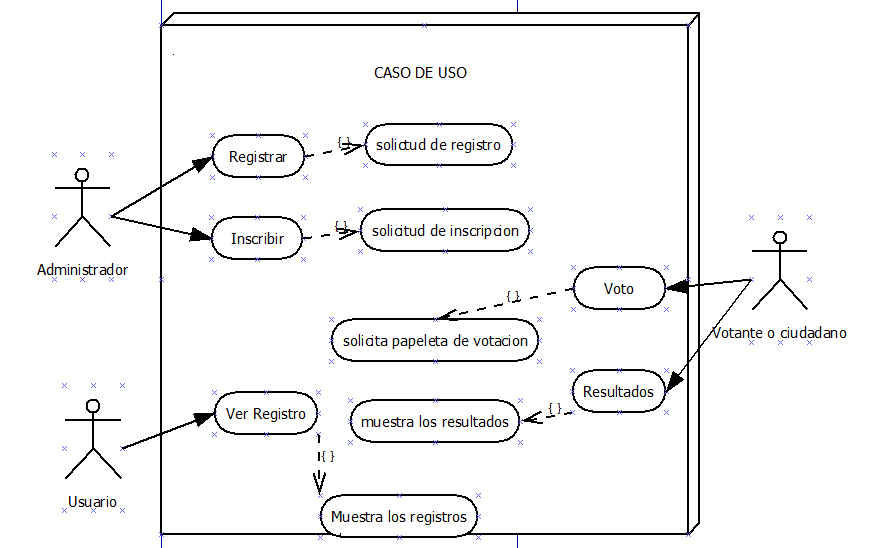 CASO DE USO
Registrar
{ }
solictud de registro
Administrador
Inscribir
{ }
solicitud de inscripcion
Voto
{ }
solicita papeleta de votacion
Votante o ciudadano
Resultados
{ }
muestra los resultados
Ver Registro
{ }
Usuario
Muestra los registros